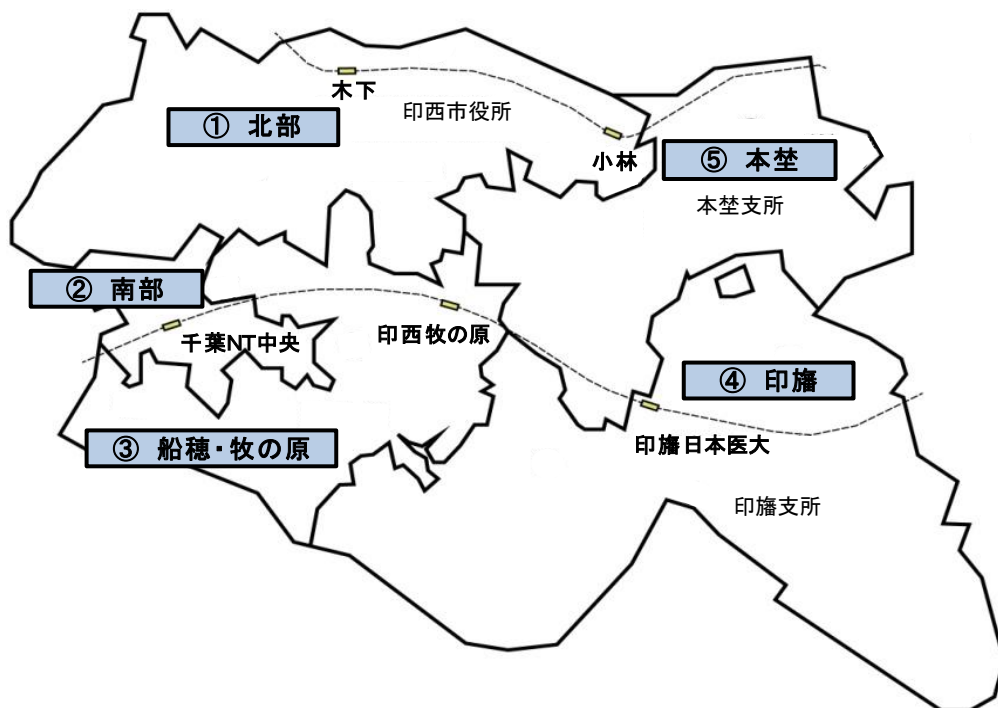 木下
印西市役所
① 北部
小林
⑤ 本埜
本埜支所
② 南部
千葉NT中央
印西牧の原
④ 印旛
③ 船穂・牧の原
印旛日本医大
印旛支所